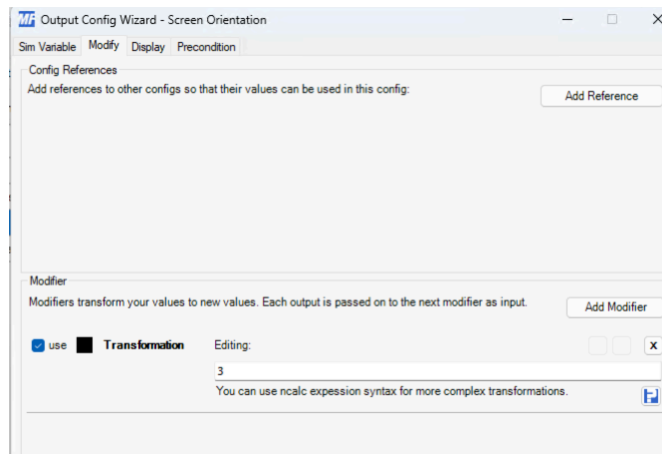 MF Output Config Wizard - Screen Orientation
Sim Variable Modify Display Precondition
Config References
Add references to other configs so that their values can be used in this config:
Add Reference
Modifier
Modifiers transform your values to new values. Each output is passed on to the next modifier as input.
Add Modifier
use Transformation Editing:
x
3
You can use ncalc expession syntax for more complex transformations.